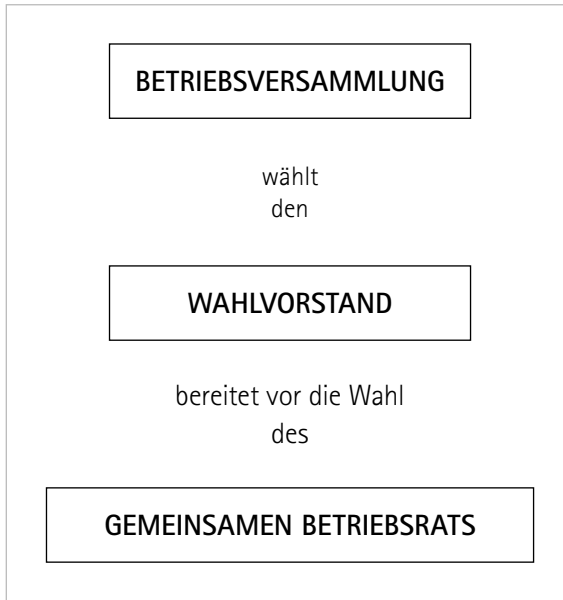 BETRIEBSVERSAMMLUNG
wählt
den
WAHLVORSTAND
bereitet vor die Wahl
des
GEMEINSAMEN BETRIEBSRATS